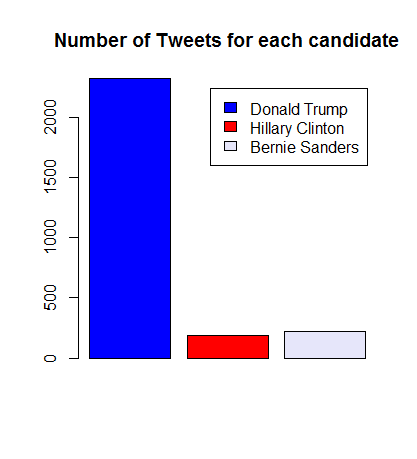 Number of Tweets for each candidate
2000
1500
1000
500
0
Donald Trump
Hillary Clinton
Bernie Sanders